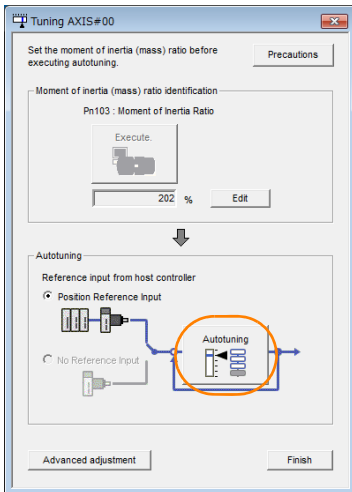 Tuning AXIS#00
Set the moment of inertia (mass) ratio before
executing autotuning.
Precautions
Moment of inertia (mass) ratio identification
Pn103 : Moment of Inertia Ratio
Execute.
202 %
Edit
Autotuning
Reference input from host controller
Position Reference Input
Autotuning
No Reference Input
Advanced adjustment
Finish